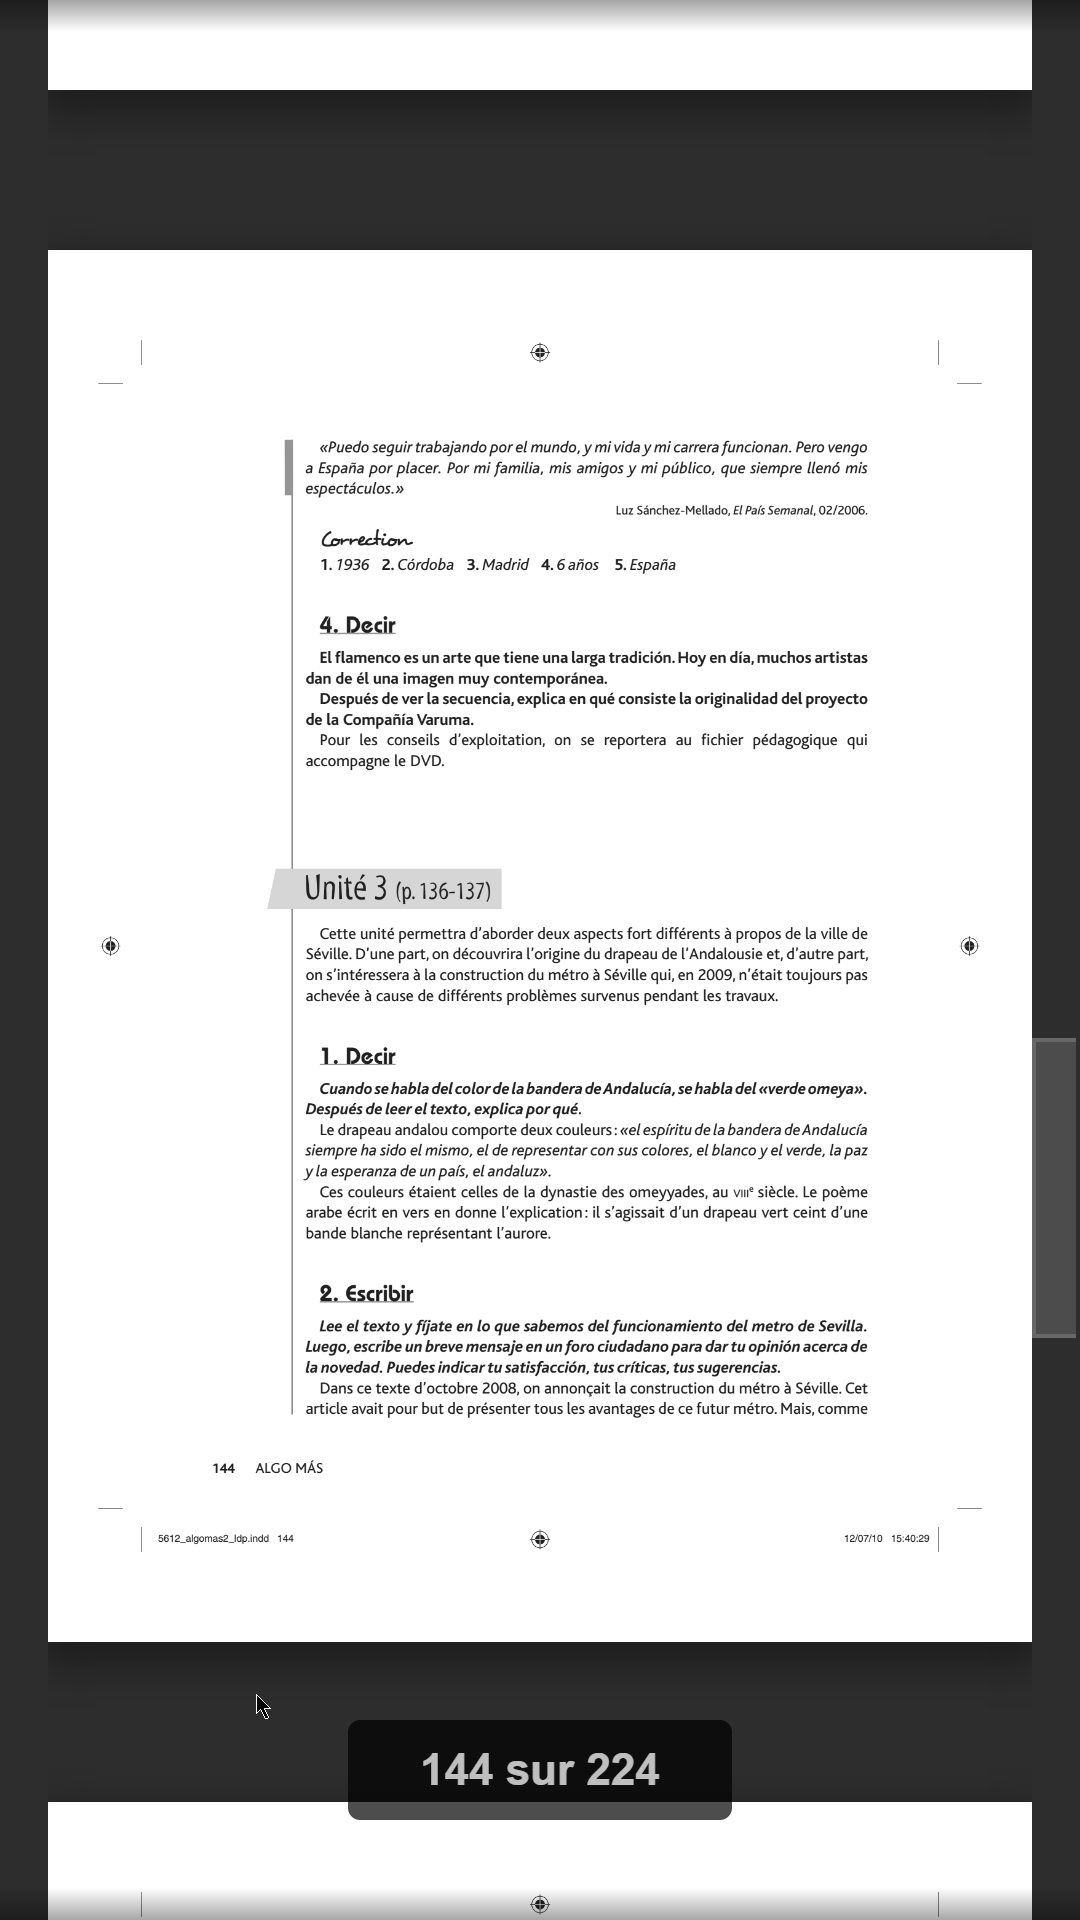 «Puedo seguir trabajando por el mundo, y mi vida y mi carrera funcionan. Pero vengo
a España por placer. Por mi familia, mis amigos y mi público, que siempre llenó mis
espectáculos.»
Luz Sánchez-Mellado, El País Semanal, 02/2006.
Correction
1. 1936 2. Córdoba 3. Madrid 4. 6 años 5. España
4. Decir
El flamenco es un arte que tiene una larga tradición. Hoy en día, muchos artistas
dan de él una imagen muy contemporánea.
Después de ver la secuencia, explica en qué consiste la originalidad del proyecto
de la Compañía Varuma.
Pour les conseils d’exploitation, on se reportera au fichier pédagogique qui
accompagne le DVD.
Unité 3 (p. 136-137)
Cette unité permettra d’aborder deux aspects fort différents à propos de la ville de
Séville. D’une part, on découvrira l’origine du drapeau de l’Andalousie et, d’autre part,
on s’intéressera à la construction du métro à Séville qui, en 2009, n’était toujours pas
achevée à cause de différents problèmes survenus pendant les travaux.
1. Decir
Cuando se habla del color de la bandera de Andalucía, se habla del «verde omeya».
Después de leer el texto, explica por qué.
Le drapeau andalou comporte deux couleurs : «el espíritu de la bandera de Andalucía
siempre ha sido el mismo, el de representar con sus colores, el blanco y el verde, la paz
y la esperanza de un país, el andaluz».
Ces couleurs étaient celles de la dynastie des omeyyades, au VIIIe siècle. Le poème
arabe écrit en vers en donne l’explication : il s’agissait d’un drapeau vert ceint d’une
bande blanche représentant l’aurore.
2. Escribir
Lee el texto y fíjate en lo que sabemos del funcionamiento del metro de Sevilla.
Luego, escribe un breve mensaje en un foro ciudadano para dar tu opinión acerca de
la novedad. Puedes indicar tu satisfacción, tus críticas, tus sugerencias.
Dans ce texte d’octobre 2008, on annonçait la construction du métro à Séville. Cet
article avait pour but de présenter tous les avantages de ce futur métro. Mais, comme
144 ALGO MÁS
5612_algomas2_ldp.indd 144 12/07/10 15:40:29
144 sur 224